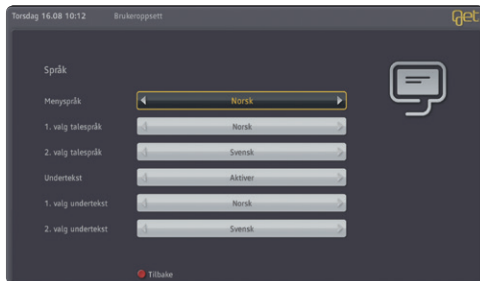 Torsdag 16.08 10:12 Brukeroppsett get
Språk
Menyspråk Norsk
1. valg talespråk Norsk
2. valg talespråk Svensk
Undertekst Aktiver
1. valg undertekst Norsk
2. valg undertekst Svensk
Tilbake